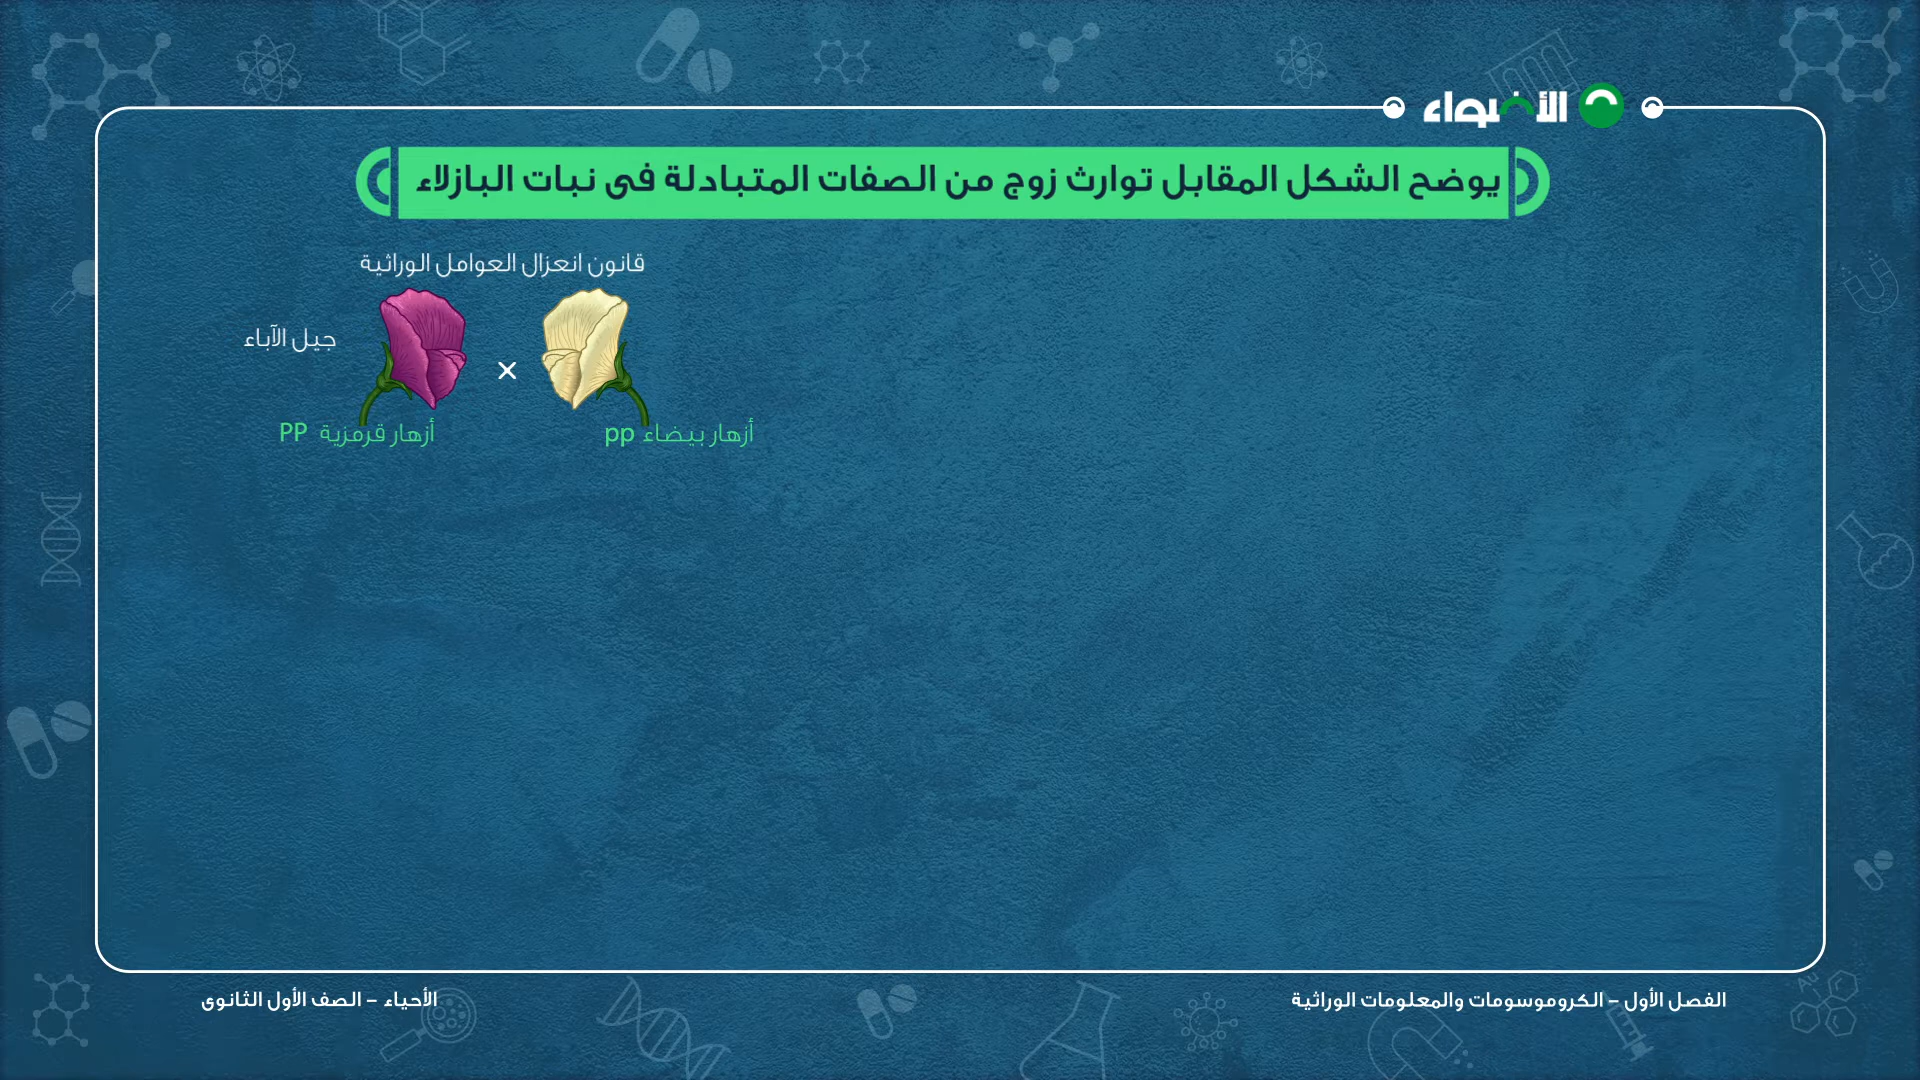 الأضواء
يوضح الشكل المقابل توارث زوج من الصفات المتبادلة فى نبات البازلاء
قانون انعزال العوامل الوراثية
جيل الآباء
×
أزهار قرمزية PP
أزهار بيضاء pp
الفصل الأول – الكروموسومات والمعلومات الوراثية
الأحياء – الصف الأول الثانوى